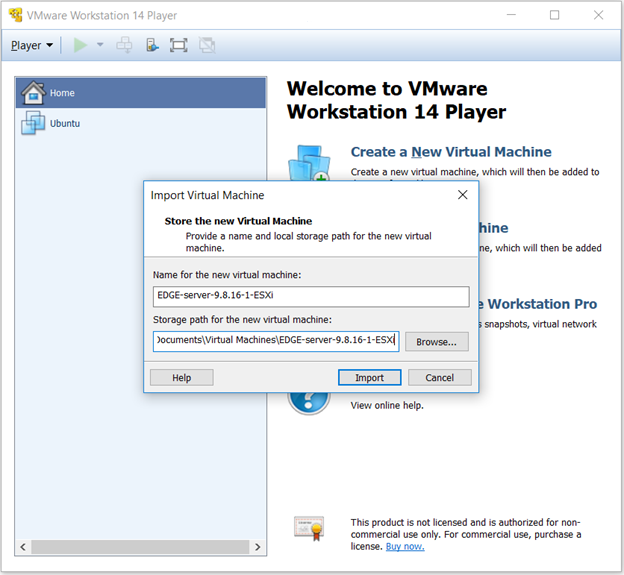 VMware Workstation 14 Player
Player
Home
Ubuntu
Welcome to VMware
Workstation 14 Player
Create a New Virtual Machine
Create a new virtual machine, which will then be added to
hine
ne, which will then be added
e Workstation Pro
s snapshots, virtual network
Import Virtual Machine
Store the new Virtual Machine
Provide a name and local storage path for the new virtual
machine.
Name for the new virtual machine:
EDGE-server-9.8.16-1-ESXi
Storage path for the new virtual machine:
Documents\Virtual Machines\EDGE-server-9.8.16-1-ESXi
Browse...
Help
Import
Cancel
View online help.
This product is not licensed and is authorized for non-
commercial use only. For commercial use, purchase a
license. Buy now.